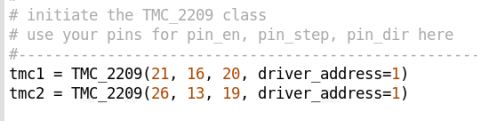 # initiate the TMC_2209 class
# use your pins for pin_en, pin_step, pin_dir here
#-----------------------------------------------------
tmc1 = TMC_2209(21, 16, 20, driver_address=1)
tmc2 = TMC_2209(26, 13, 19, driver_address=1)